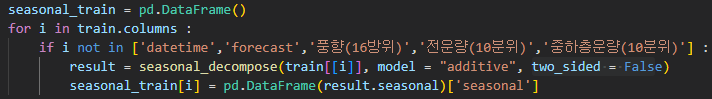 seasonal_train = pd.DataFrame()
for i in train.columns :
    if i not in ['datetime','forecast','풍향(16방위)','전운량(10분위)','중하층운량(10분위)'] :
        result = seasonal_decompose(train[[i]], model = "additive", two_sided = False)
        seasonal_train[i] = pd.DataFrame(result.seasonal)['seasonal']